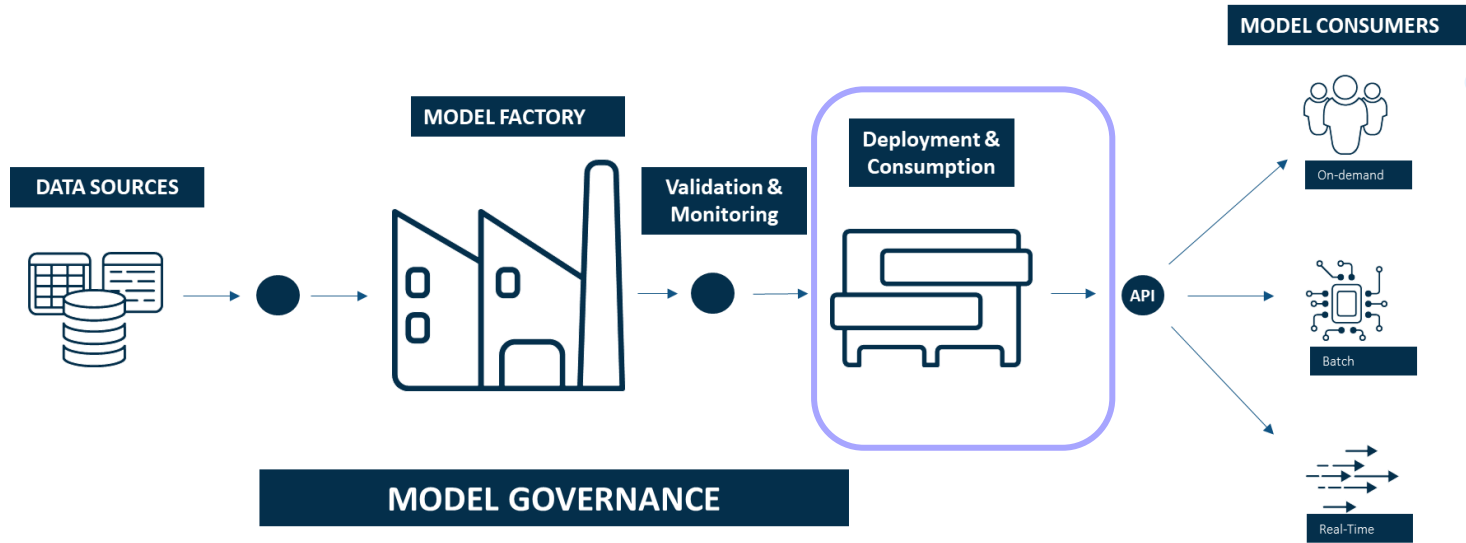 MODEL CONSUMERS
MODEL FACTORY
Deployment &
Consumption
On-demand
DATA SOURCES
Validation &
Monitoring
API
Batch
MODEL GOVERNANCE
Real-Time